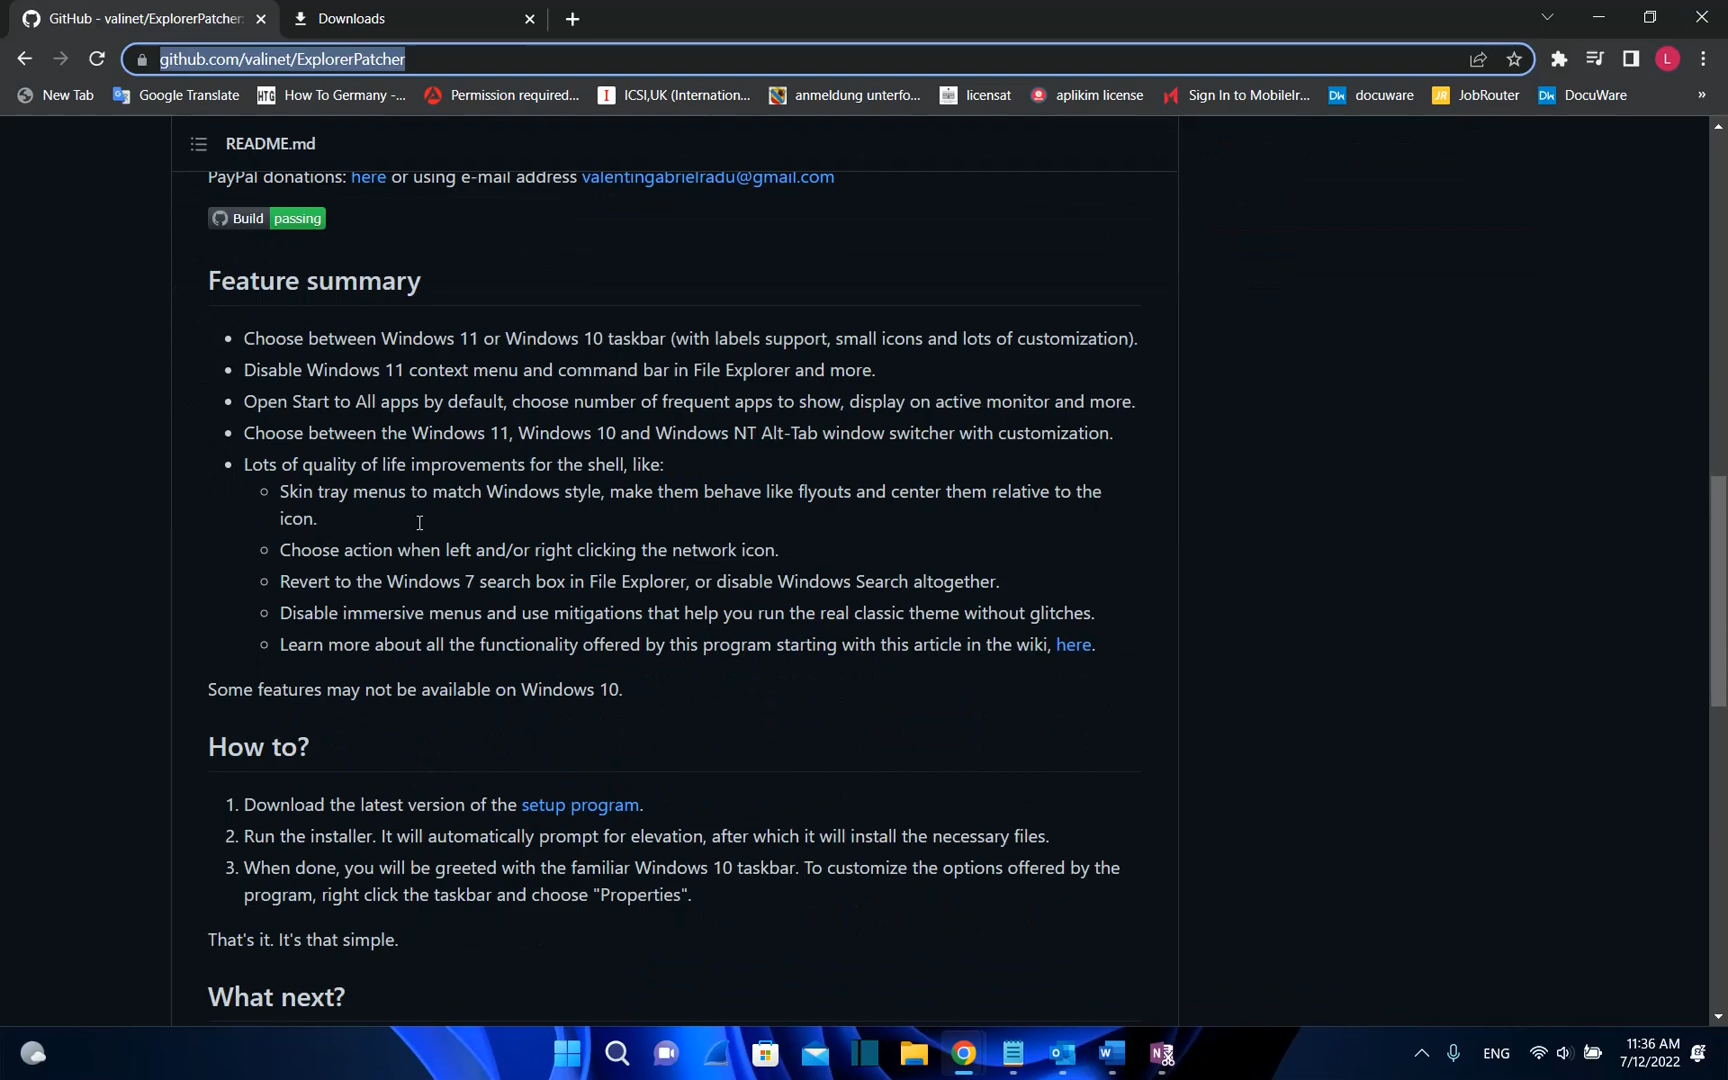 GitHub - valinet/ExplorerPatcher:
Downloads
github.com/valinet/ExplorerPatcher
L
New Tab
Google Translate
HTG How To Germany -...
Permission required...
ICSI,UK (Internation...
anmeldung unterfo...
licensat
aplikim license
Sign In to MobileIr...
DW docuware
JR JobRouter
DW DocuWare
»
README.md
PayPal donations: here or using e-mail address valentingabrielradu@gmail.com
Build passing
Feature summary
• Choose between Windows 11 or Windows 10 taskbar (with labels support, small icons and lots of customization).
• Disable Windows 11 context menu and command bar in File Explorer and more.
• Open Start to All apps by default, choose number of frequent apps to show, display on active monitor and more.
• Choose between the Windows 11, Windows 10 and Windows NT Alt-Tab window switcher with customization.
• Lots of quality of life improvements for the shell, like:
Skin tray menus to match Windows style, make them behave like flyouts and center them relative to the
icon.
Choose action when left and/or right clicking the network icon.
Revert to the Windows 7 search box in File Explorer, or disable Windows Search altogether.
Disable immersive menus and use mitigations that help you run the real classic theme without glitches.
Learn more about all the functionality offered by this program starting with this article in the wiki, here.
Some features may not be available on Windows 10.
How to?
1. Download the latest version of the setup program.
2. Run the installer. It will automatically prompt for elevation, after which it will install the necessary files.
3. When done, you will be greeted with the familiar Windows 10 taskbar. To customize the options offered by the
program, right click the taskbar and choose "Properties".
That's it. It's that simple.
What next?
ENG
11:36 AM
7/12/2022